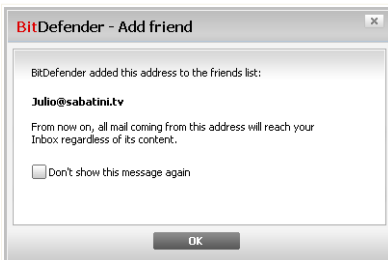 BitDefender - Add friend
BitDefender added this address to the friends list:
Julio@sabatini.tv
From now on, all mail coming from this address will reach your
Inbox regardless of its content.
Don't show this message again
OK